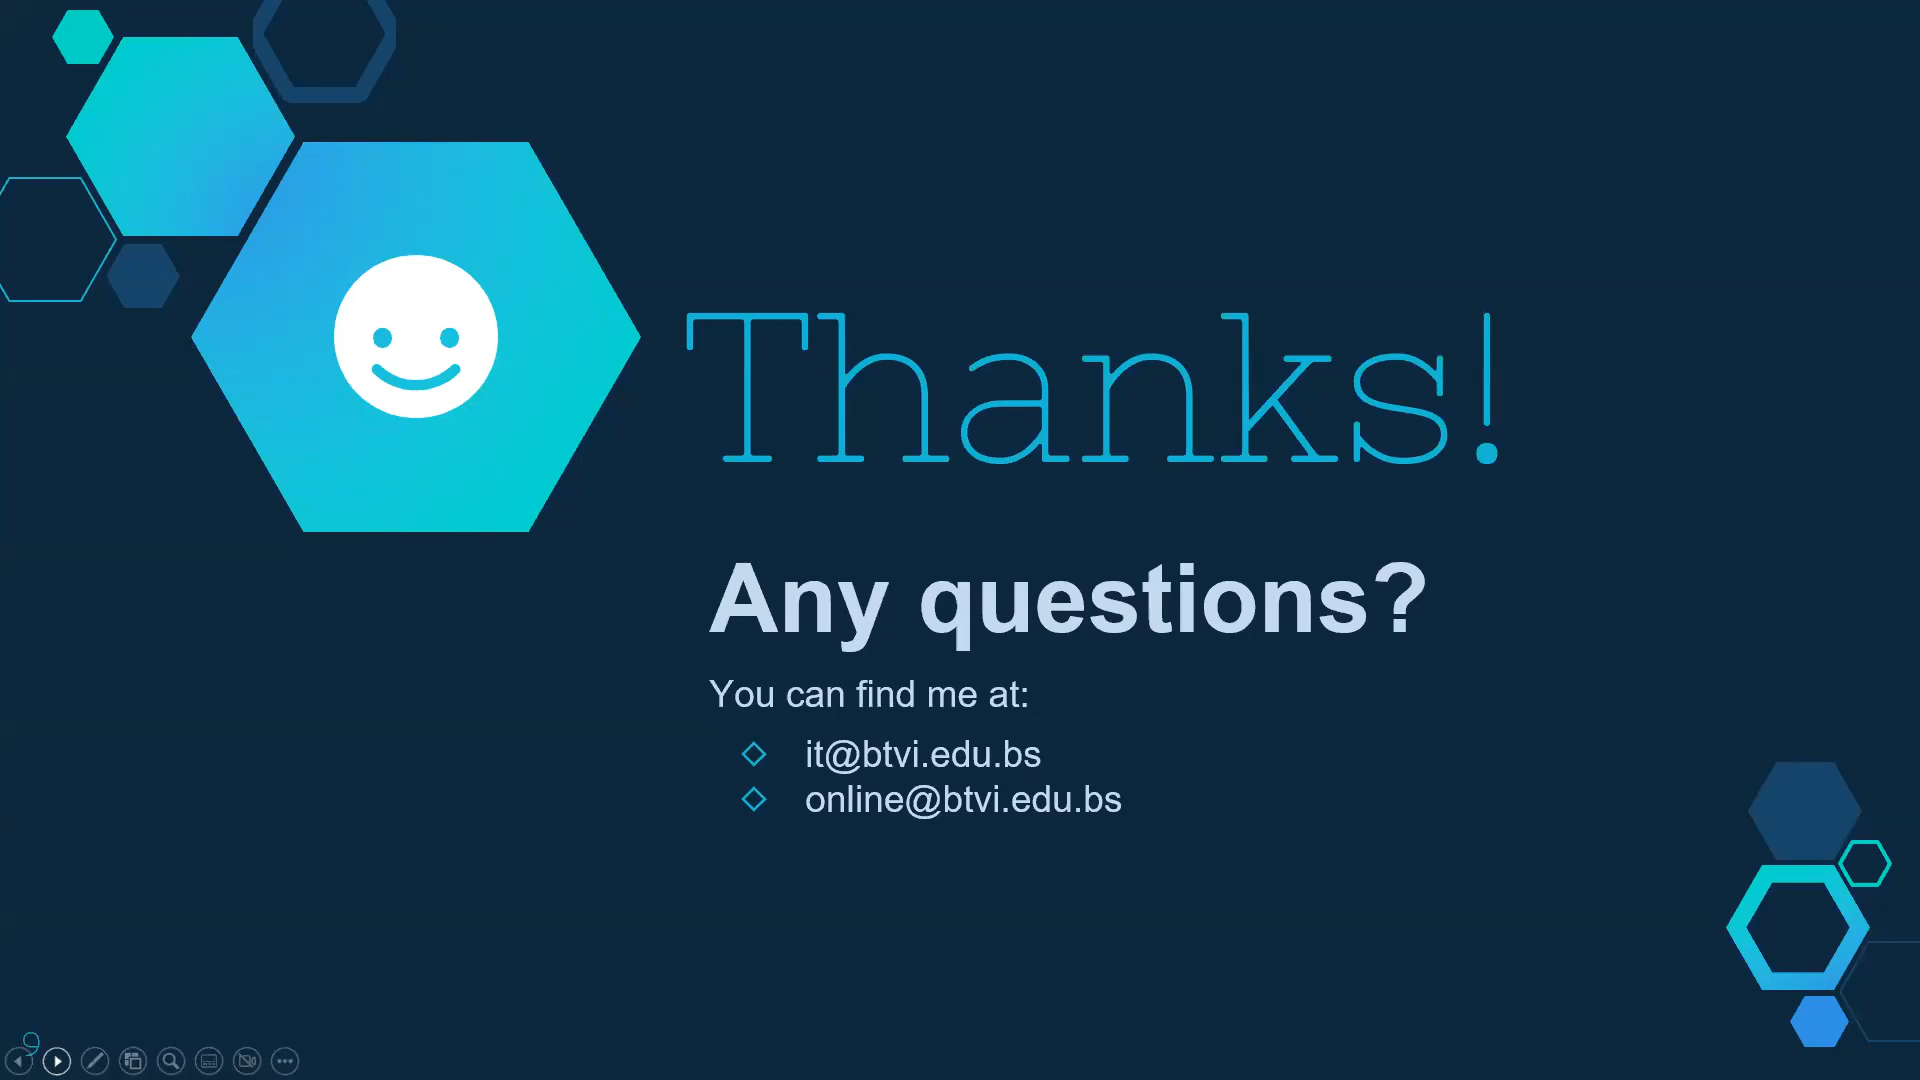 Thanks!
Any questions?
You can find me at:
it@btvi.edu.bs
online@btvi.edu.bs
9